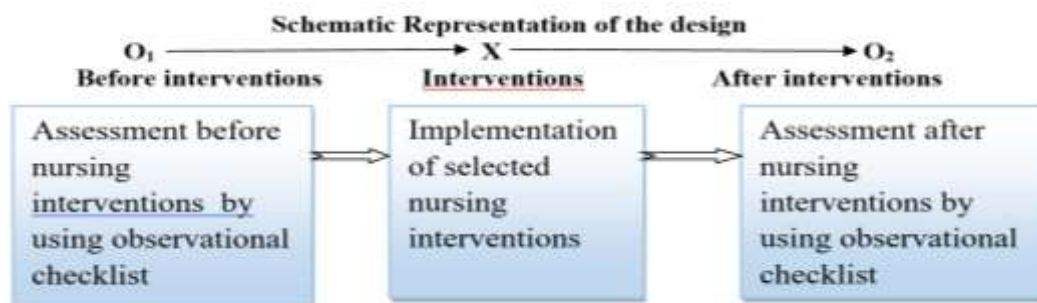 Schematic Representation of the design
O₁ X O₂
Before interventions Interventions After interventions
Assessment before
nursing
interventions by
using observational
checklist
Implementation
of selected
nursing
interventions
Assessment after
nursing
interventions by
using observational
checklist